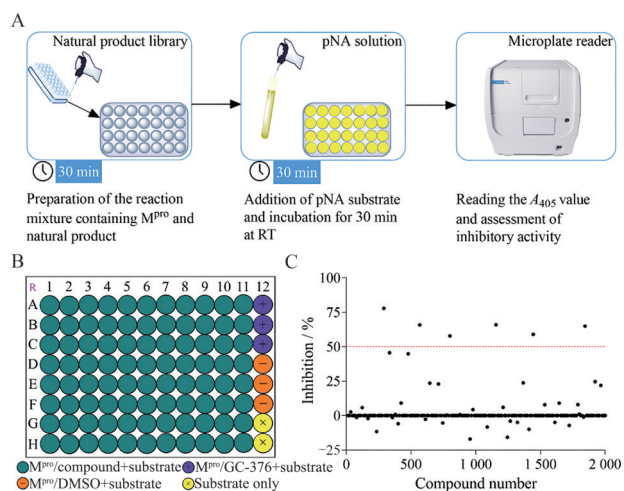 A
Natural product library
pNA solution
Microplate reader
30 min
30 min
Preparation of the reaction
mixture containing Mpro and
natural product
Addition of pNA substrate
and incubation for 30 min
at RT
Reading the A405 value
and assessment of
inhibitory activity
B
R 1 2 3 4 5 6 7 8 9 10 11 12
A +
B +
C +
D −
E −
F −
G ×
H ×
Mpro/compound+substrate + Mpro/GC-376+substrate
− Mpro/DMSO+substrate × Substrate only
C
Inhibition / %
100
75
50
25
0
−25
0 500 1 000 1 500 2 000
Compound number